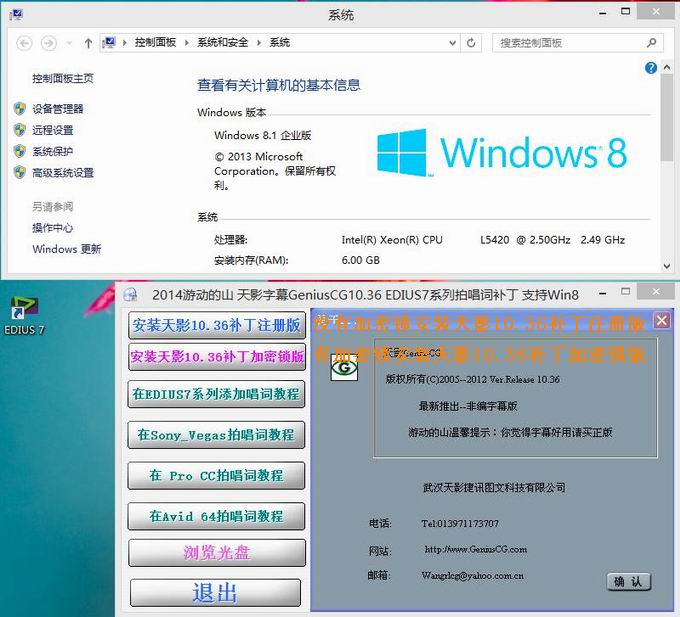 系统
控制面板 系统和安全 系统
搜索控制面板
控制面板主页
设备管理器
远程设置
系统保护
高级系统设置
另请参阅
操作中心
Windows 更新
查看有关计算机的基本信息
Windows 版本
Windows 8.1 企业版
© 2013 Microsoft
Corporation。保留所有权
利。
Windows 8
系统
处理器: Intel(R) Xeon(R) CPU L5420 @ 2.50GHz 2.49 GHz
安装内存(RAM): 6.00 GB
EDIUS 7
2014游动的山 天影字幕GeniusCG10.36 EDIUS7系列拍唱词补丁 支持Win8
安装天影10.36补丁注册版
安装天影10.36补丁加密锁版
在EDIUS7系列添加唱词教程
在Sony_Vegas拍唱词教程
在 Pro CC拍唱词教程
在Avid 64拍唱词教程
浏览光盘
退出
没有加密锁安装天影10.36补丁注册版
有加密锁安装天影10.36补丁加密锁版
版权所有(C)2005--2012 Ver.Release 10.36
最新推出--非编字幕版
游动的山温馨提示:你觉得字幕好用请买正版
武汉天影捷讯图文科技有限公司
电话: Tel:013971173707
网站: http://www.GeniusCG.com
邮箱: Wangrlcg@yahoo.com.cn
确 认